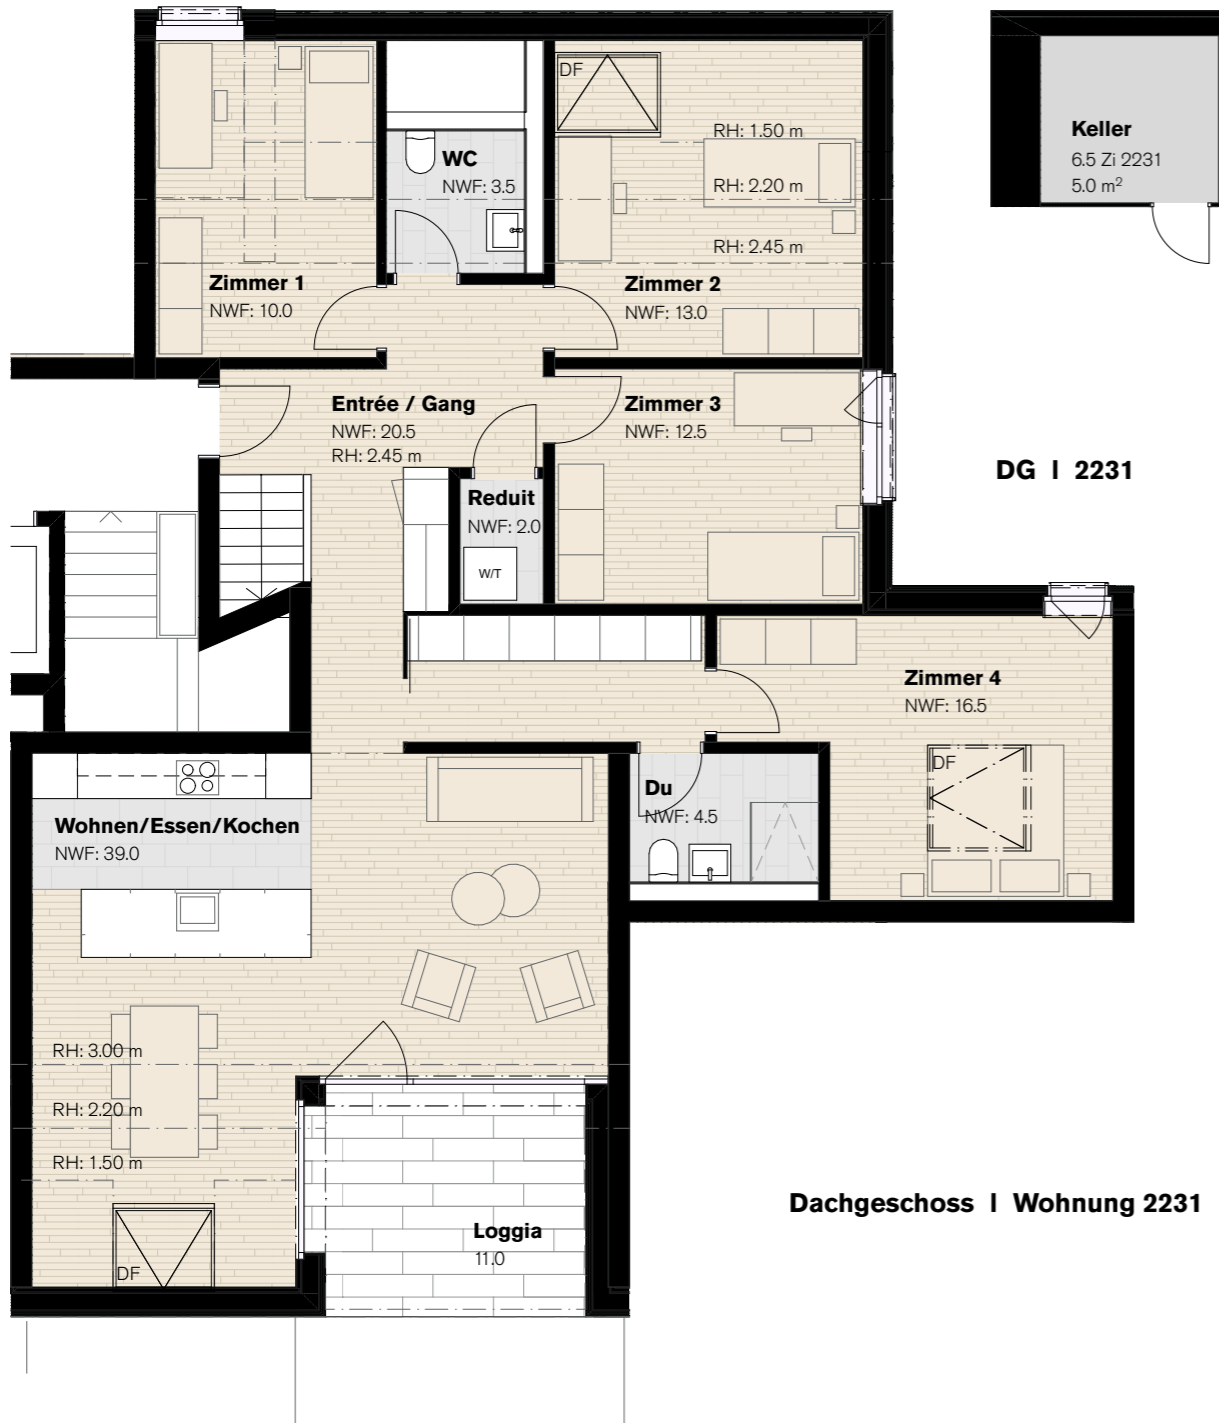 DF
RH: 1.50 m
RH: 2.20 m
RH: 2.45 m
WC
NWF: 3.5
Zimmer 1
NWF: 10.0
Zimmer 2
NWF: 13.0
Keller
6.5 Zi 2231
5.0 m²
Entrée / Gang
NWF: 20.5
RH: 2.45 m
Zimmer 3
NWF: 12.5
DG I 2231
Reduit
NWF: 2.0
W/T
Zimmer 4
NWF: 16.5
DF
Du
NWF: 4.5
Wohnen/Essen/Kochen
NWF: 39.0
RH: 3.00 m
RH: 2.20 m
RH: 1.50 m
DF
Loggia
11.0
Dachgeschoss I Wohnung 2231